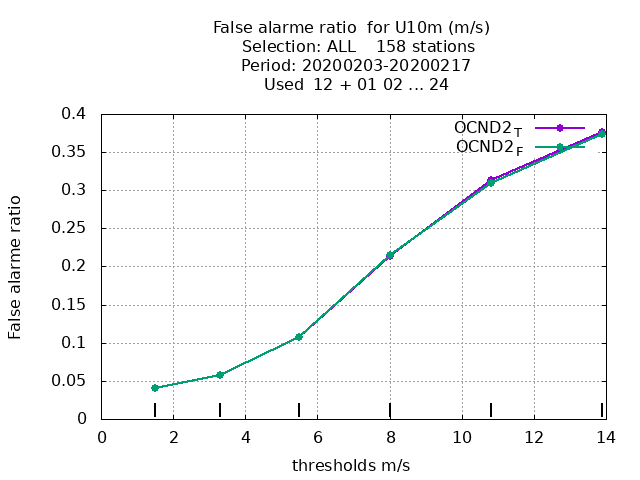 False alarme ratio  for U10m (m/s)
Selection: ALL    158 stations
Period: 20200203-20200217
Used  12 + 01 02 ... 24
0.4
0.35
0.3
0.25
0.2
0.15
0.1
0.05
0
False alarme ratio
OCND2T
OCND2F
0 2 4 6 8 10 12 14
thresholds m/s